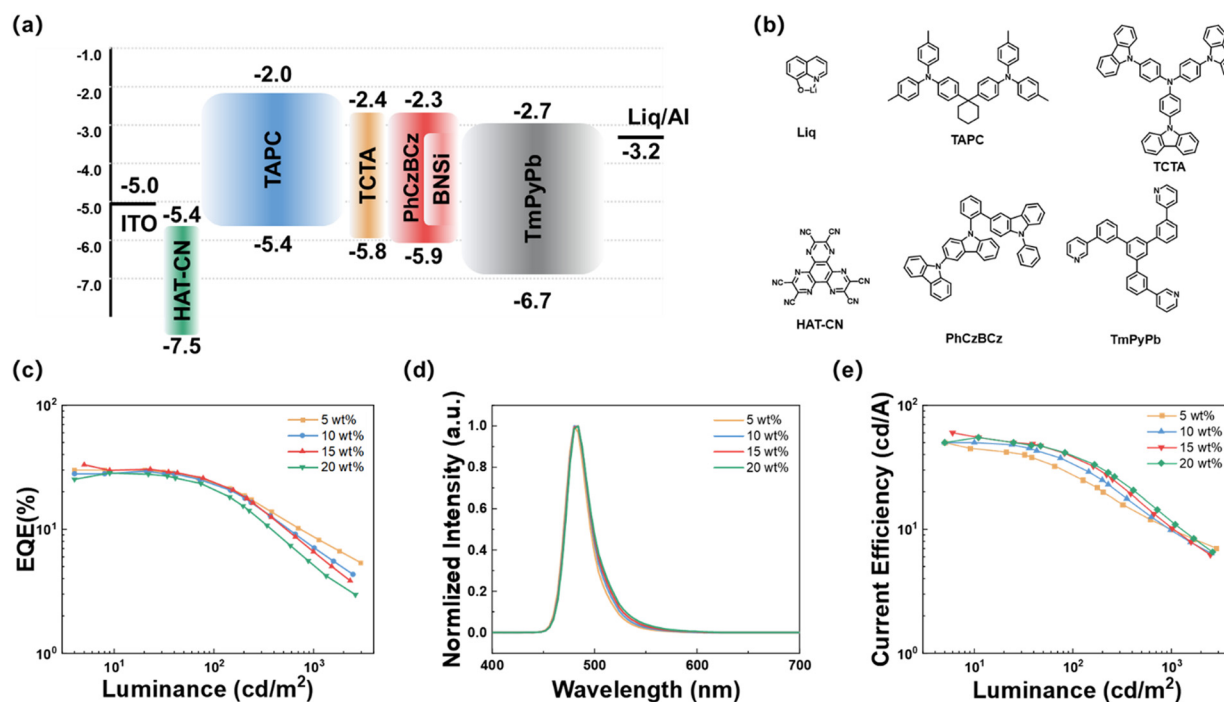 (a)
-1.0
-2.0
-3.0
-4.0
-5.0
-6.0
-7.0
-5.0
ITO
-5.4
HAT-CN
-7.5
-2.0
TAPC
-5.4
-2.4
TCTA
-5.8
-2.3
PhCzBCz
BNSi
-5.9
-2.7
TmPyPb
-6.7
Liq/Al
-3.2
(b)
Liq
TAPC
TCTA
HAT-CN
PhCzBCz
TmPyPb
(c)
EQE(%)
10²
10¹
10⁰
10¹ 10² 10³
Luminance (cd/m²)
5 wt%
10 wt%
15 wt%
20 wt%
(d)
Normlized Intensity (a.u.)
1.0
0.8
0.6
0.4
0.2
0.0
400 500 600 700
Wavelength (nm)
5 wt%
10 wt%
15 wt%
20 wt%
(e)
Current Efficiency (cd/A)
10²
10¹
10⁰
10¹ 10² 10³
Luminance (cd/m²)
5 wt%
10 wt%
15 wt%
20 wt%